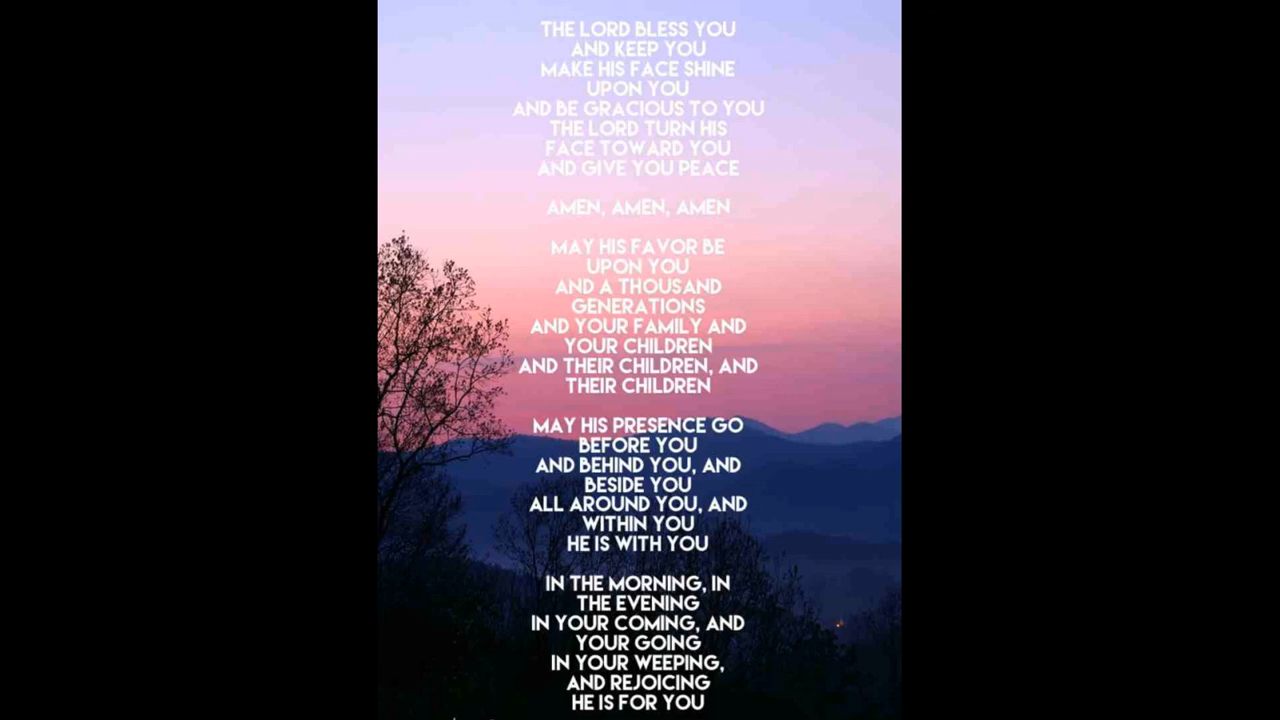 THE LORD BLESS YOU
AND KEEP YOU
MAKE HIS FACE SHINE
UPON YOU
AND BE GRACIOUS TO YOU
THE LORD TURN HIS
FACE TOWARD YOU
AND GIVE YOU PEACE
AMEN, AMEN, AMEN
MAY HIS FAVOR BE
UPON YOU
AND A THOUSAND
GENERATIONS
AND YOUR FAMILY AND
YOUR CHILDREN
AND THEIR CHILDREN, AND
THEIR CHILDREN
MAY HIS PRESENCE GO
BEFORE YOU
AND BEHIND YOU, AND
BESIDE YOU
ALL AROUND YOU, AND
WITHIN YOU
HE IS WITH YOU
IN THE MORNING, IN
THE EVENING
IN YOUR COMING, AND
YOUR GOING
IN YOUR WEEPING,
AND REJOICING
HE IS FOR YOU